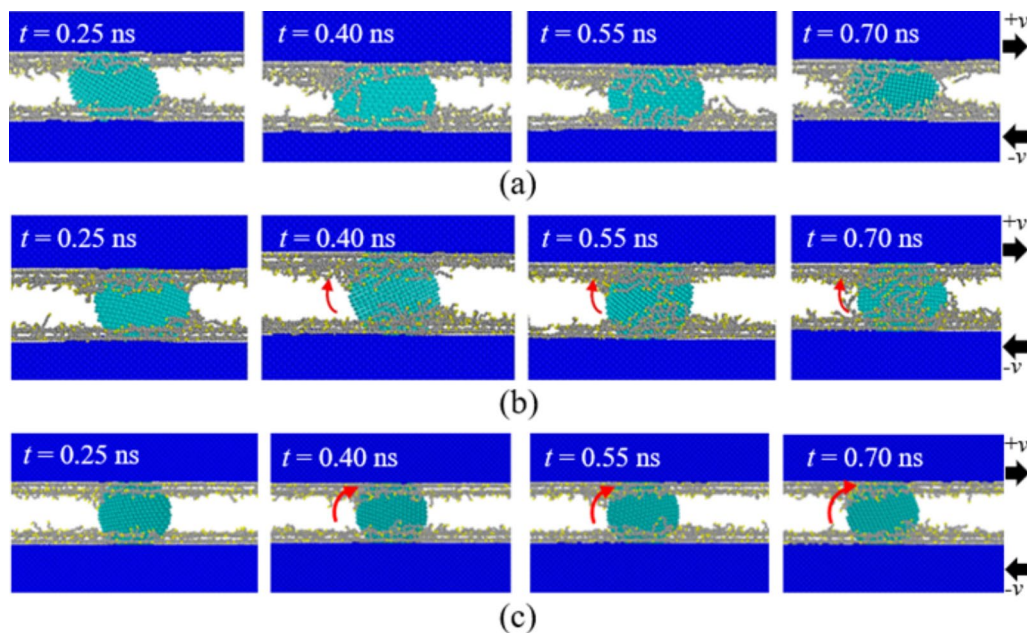 t = 0.25 ns t = 0.40 ns t = 0.55 ns t = 0.70 ns +v
-v
(a)
t = 0.25 ns t = 0.40 ns t = 0.55 ns t = 0.70 ns +v
-v
(b)
t = 0.25 ns t = 0.40 ns t = 0.55 ns t = 0.70 ns +v
-v
(c)